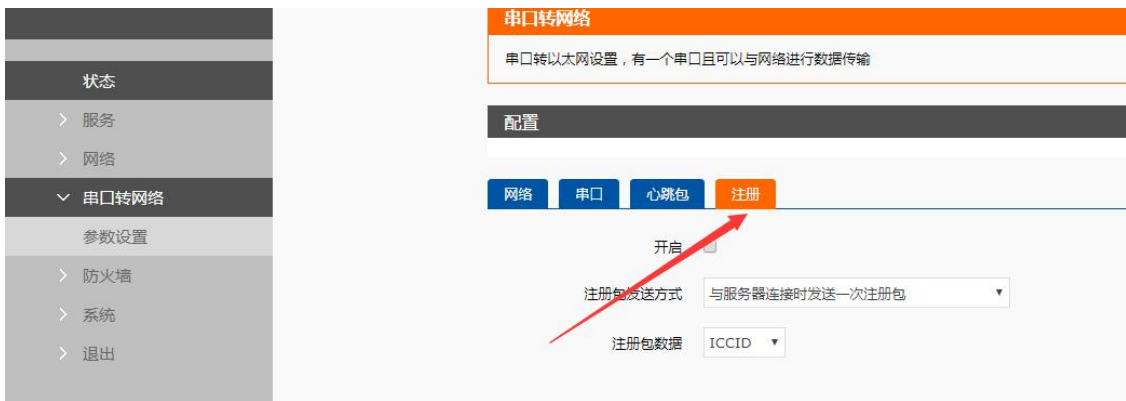 串口转网络
串口转以太网设置，有一个串口且可以与网络进行数据传输
状态
服务
网络
串口转网络
参数设置
防火墙
系统
退出
配置
网络 串口 心跳包 注册
开启
注册包发送方式 与服务器连接时发送一次注册包
注册包数据 ICCID